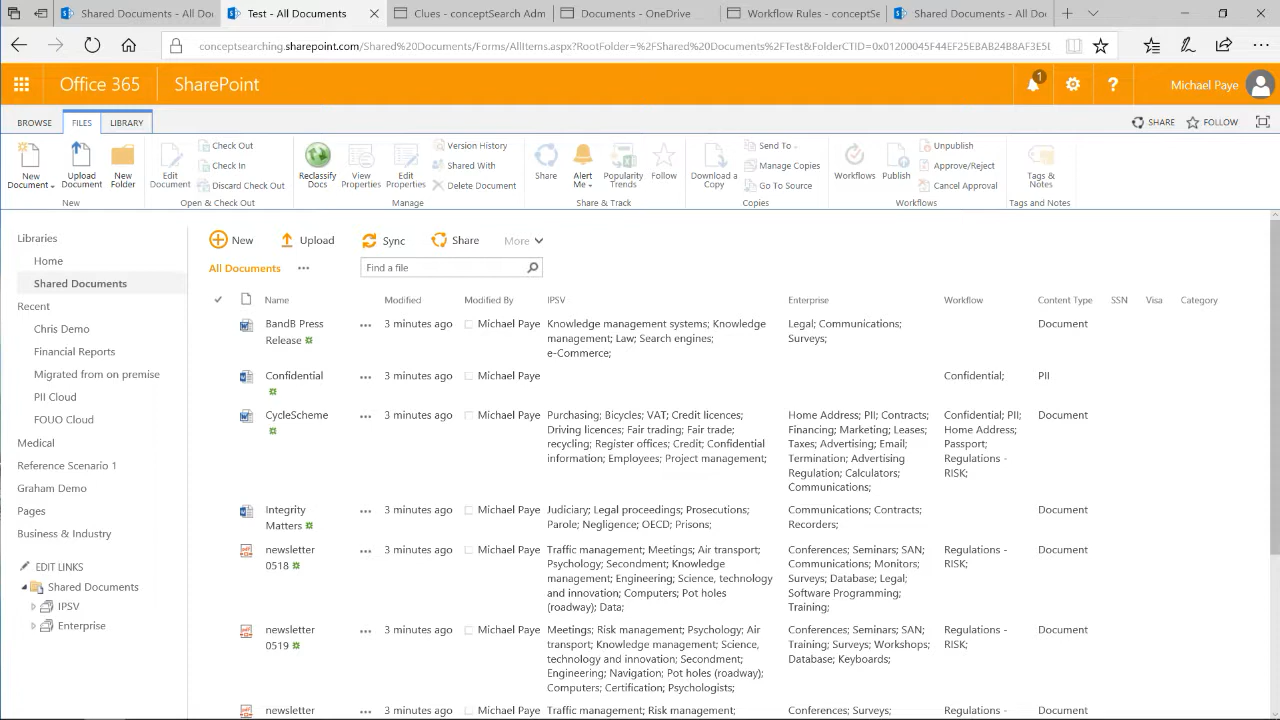 Shared Documents - All Do
Test - All Documents
Clues - conceptSearch Adm
Documents - OneDrive
Workflow Rules - conceptSe
Shared Documents - All Do
conceptsearching.sharepoint.com/Shared%20Documents/Forms/AllItems.aspx?RootFolder=%2FShared%20Documents%2FTest&FolderCTID=0x01200045F44EF25EBAB24B8AF3E5D
Office 365
SharePoint
1
Michael Paye
BROWSE
FILES
LIBRARY
SHARE
FOLLOW
New Document
Upload Document
New Folder
New
Edit Document
Check Out
Check In
Discard Check Out
Open & Check Out
Reclassify Docs
View Properties
Edit Properties
Version History
Shared With
Delete Document
Manage
Share
Alert Me
Popularity Trends
Follow
Share & Track
Download a Copy
Send To
Manage Copies
Go To Source
Copies
Workflows
Publish
Unpublish
Approve/Reject
Cancel Approval
Workflows
Tags & Notes
Tags and Notes
Libraries
Home
Shared Documents
Recent
Chris Demo
Financial Reports
Migrated from on premise
PII Cloud
FOUO Cloud
Medical
Reference Scenario 1
Graham Demo
Pages
Business & Industry
EDIT LINKS
Shared Documents
IPSV
Enterprise
New
Upload
Sync
Share
More
All Documents
Find a file
Name Modified Modified By IPSV Enterprise Workflow Content Type SSN Visa Category
BandB Press 3 minutes ago Michael Paye Knowledge management systems; Knowledge Legal; Communications; Document
Release management; Law; Search engines; Surveys;
e-Commerce;
Confidential 3 minutes ago Michael Paye Confidential; PII
CycleScheme 3 minutes ago Michael Paye Purchasing; Bicycles; VAT; Credit licences; Home Address; PII; Contracts; Confidential; PII; Document
Driving licences; Fair trading; Fair trade; Financing; Marketing; Leases; Home Address;
recycling; Register offices; Credit; Confidential Taxes; Advertising; Email; Passport;
information; Employees; Project management; Termination; Advertising Regulations -
Regulation; Calculators; RISK;
Communications;
Integrity 3 minutes ago Michael Paye Judiciary; Legal proceedings; Prosecutions; Communications; Contracts; Document
Matters Parole; Negligence; OECD; Prisons; Recorders;
newsletter 3 minutes ago Michael Paye Traffic management; Meetings; Air transport; Conferences; Seminars; SAN; Regulations - Document
0518 Psychology; Secondment; Knowledge Communications; Monitors; RISK;
management; Engineering; Science, technology Surveys; Database; Legal;
and innovation; Computers; Pot holes Software Programming;
(roadway); Data; Training;
newsletter 3 minutes ago Michael Paye Meetings; Risk management; Psychology; Air Conferences; Seminars; SAN; Regulations - Document
0519 transport; Knowledge management; Science, Training; Surveys; Workshops; RISK;
technology and innovation; Secondment; Database; Keyboards;
Engineering; Navigation; Pot holes (roadway);
Computers; Certification; Psychologists;
newsletter 3 minutes ago Michael Paye Traffic management; Risk management; Conferences; Surveys; Regulations - Document